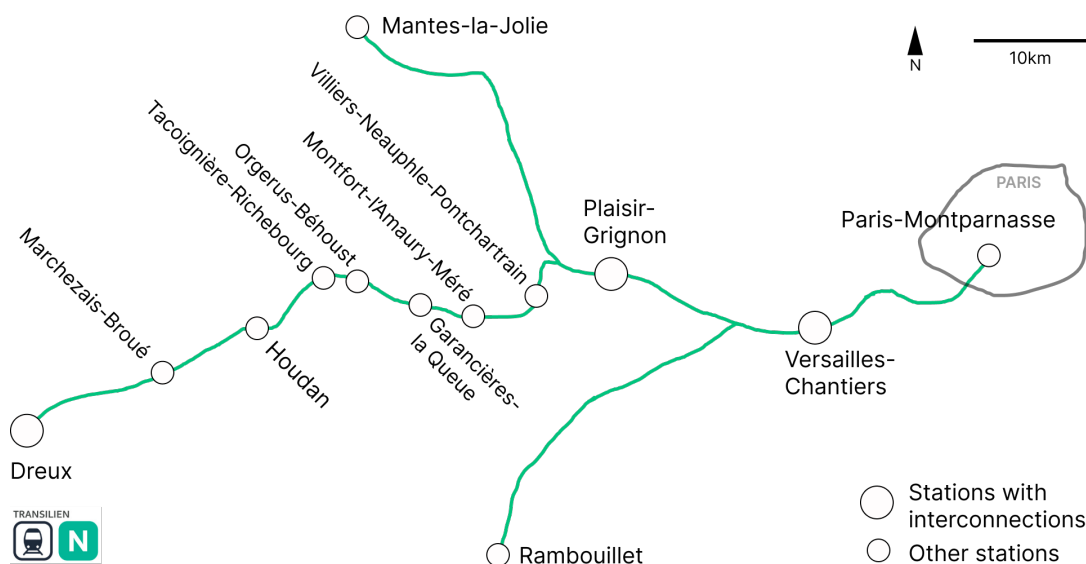 Mantes-la-Jolie
N
10km
Villiers-Neauphle-Pontchartrain
Tacoignière-Richebourg
Orgerus-Béhoust
Montfort-l'Amaury-Méré
PARIS
Plaisir-
Grignon
Paris-Montparnasse
Marchezais-Broué
Garancières-
la Queue
Houdan
Versailles-
Chantiers
Dreux
TRANSILIEN
N
Rambouillet
Stations with
interconnections
Other stations